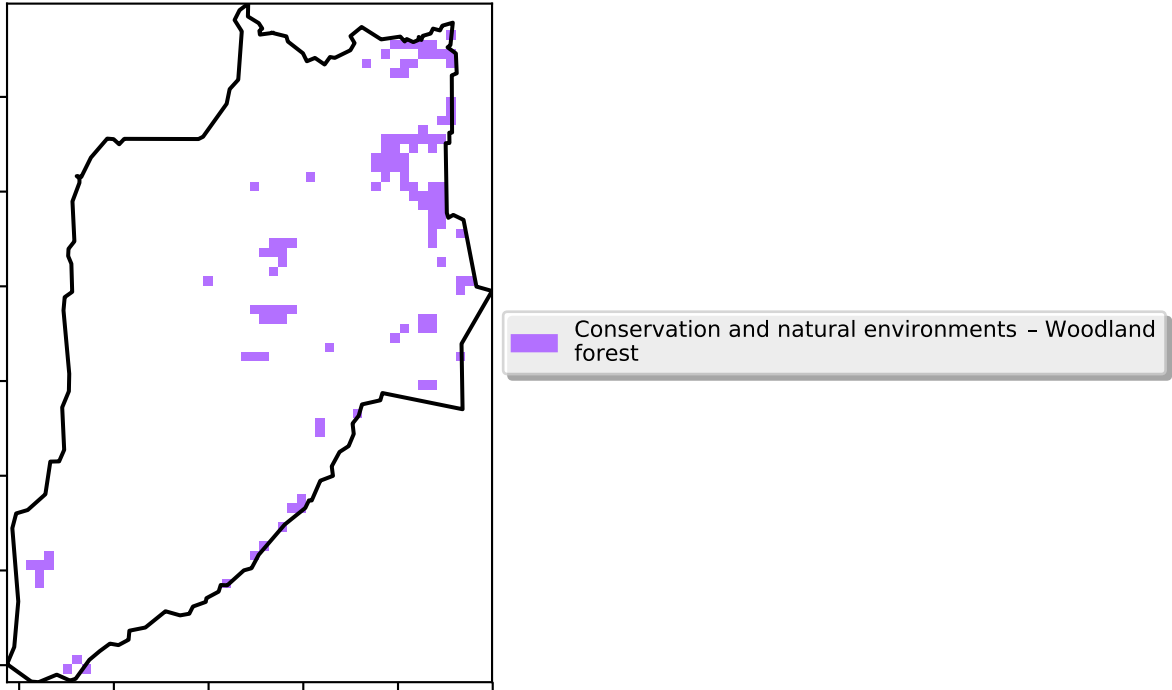 Conservation and natural environments – Woodland
forest